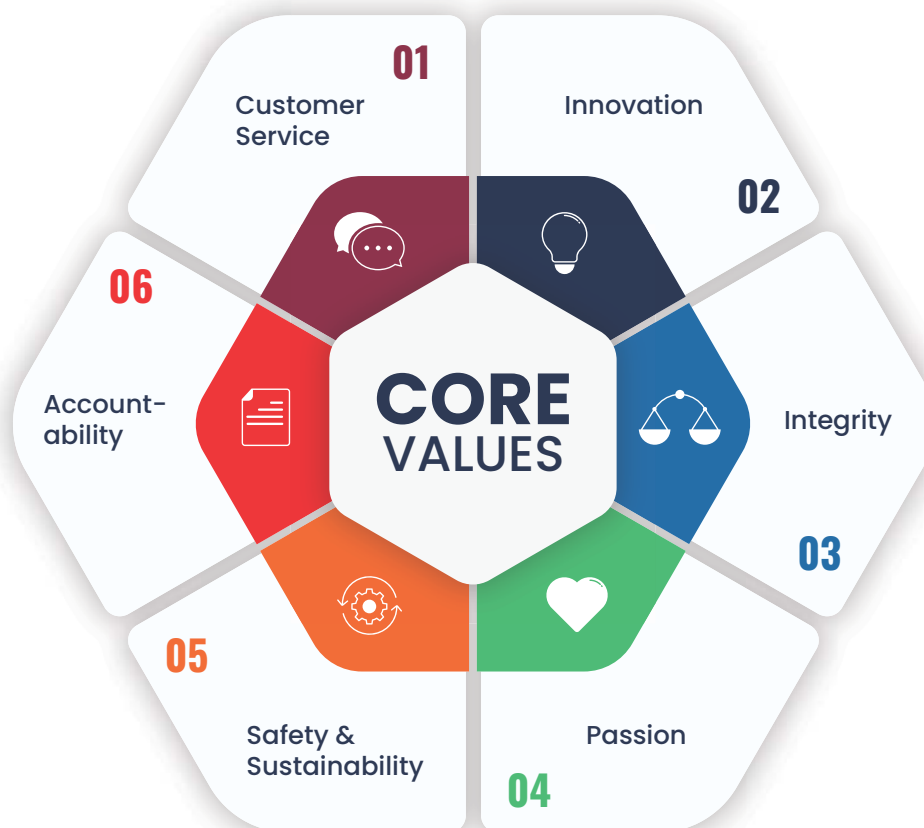 CORE
VALUES
01
Customer
Service
Innovation
02
Integrity
03
Passion
04
05
Safety &
Sustainability
06
Account-
ability